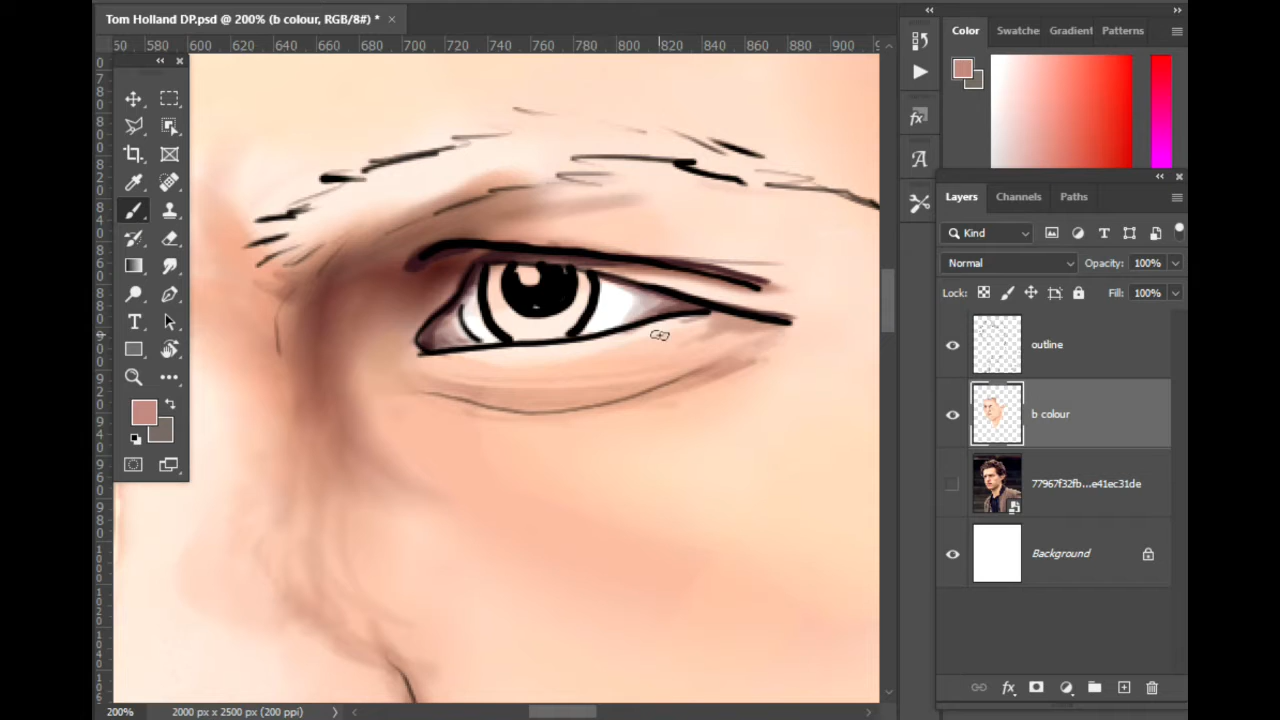 Tom Holland DP.psd @ 200% (b colour, RGB/8#) *
50 580 600 620 640 660 680 700 720 740 760 780 800 820 840 860 880 900
Color Swatche Gradient Patterns
Layers Channels Paths
Kind
Normal Opacity: 100%
Lock: Fill: 100%
outline
b colour
77967f32fb...e41ec31de
Background
200% 2000 px x 2500 px (200 ppi)